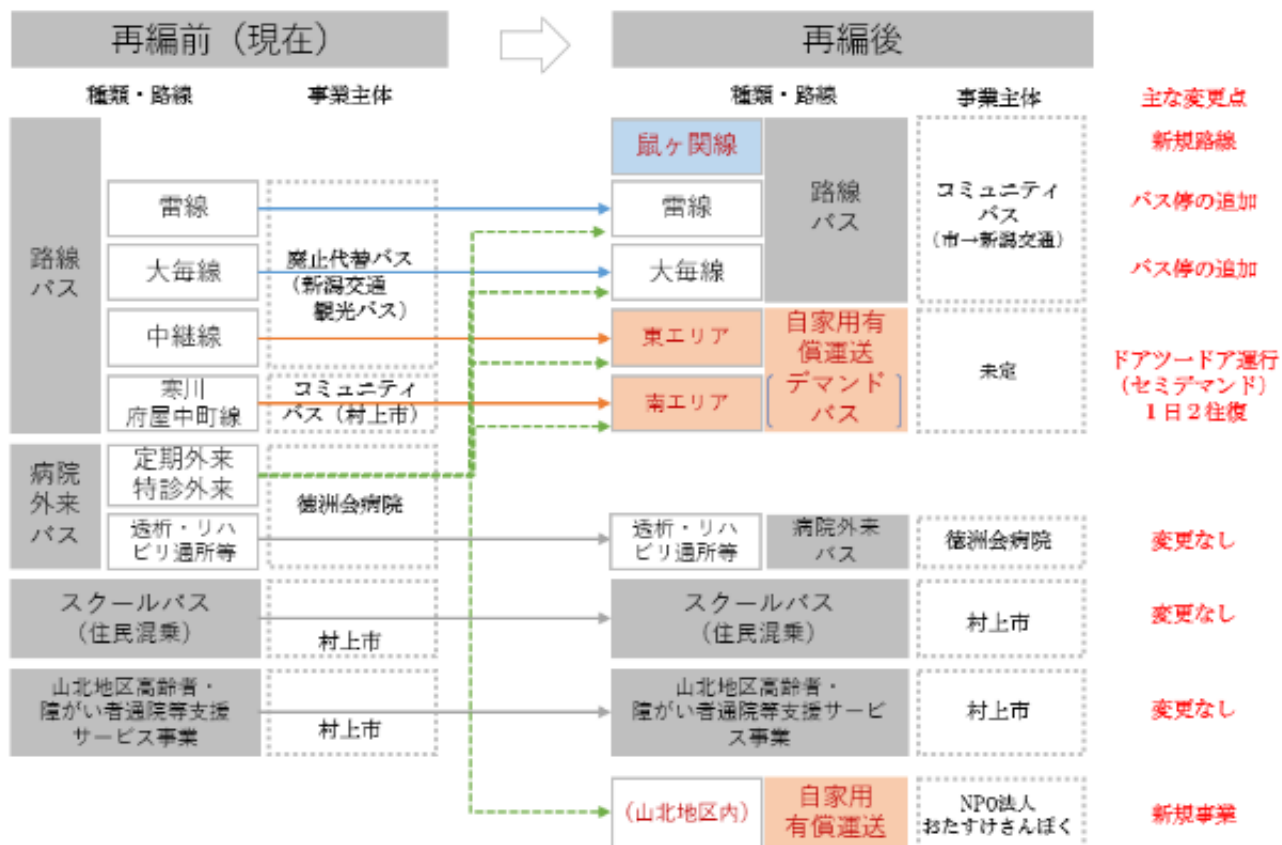 再編前（現在）
再編後
種類・路線
事業主体
種類・路線
事業主体
主な変更点
路線
バス
雷線
大毎線
中継線
寒川
府屋中町線
廃止代替バス
（新潟交通
観光バス）
コミュニティ
バス（村上市）
病院
外来
バス
定期外来
特診外来
透析・リハ
ビリ通所等
徳洲会病院
スクールバス
（住民混乗）
村上市
山北地区高齢者・
障がい者通院等支援
サービス事業
村上市
鼠ヶ関線
雷線
大毎線
路線
バス
コミュニティ
バス
（市→新潟交通）
新規路線
バス停の追加
バス停の追加
東エリア
南エリア
自家用有
償運送
デマンド
バス
未定
ドアツードア運行
（セミデマンド）
１日２往復
透析・リハ
ビリ通所等
病院外来
バス
徳洲会病院
変更なし
スクールバス
（住民混乗）
村上市
変更なし
山北地区高齢者・
障がい者通院等支援サービ
ス事業
村上市
変更なし
（山北地区内）
自家用
有償運送
NPO法人
おたすけさんぽく
新規事業